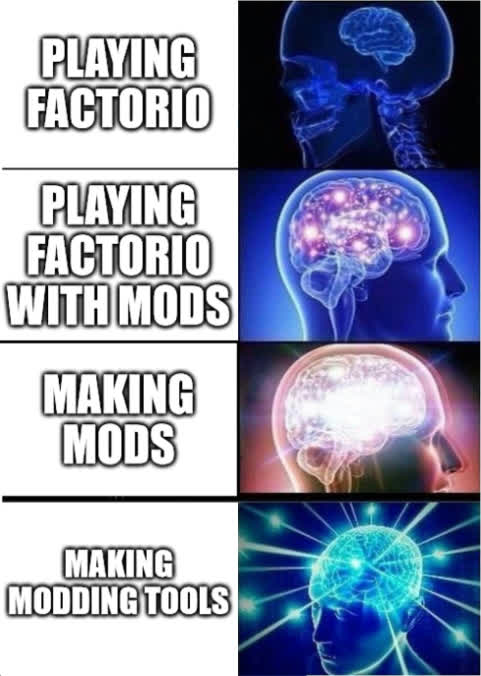 PLAYING
FACTORIO
PLAYING
FACTORIO
WITH MODS
MAKING
MODS
MAKING
MODDING TOOLS